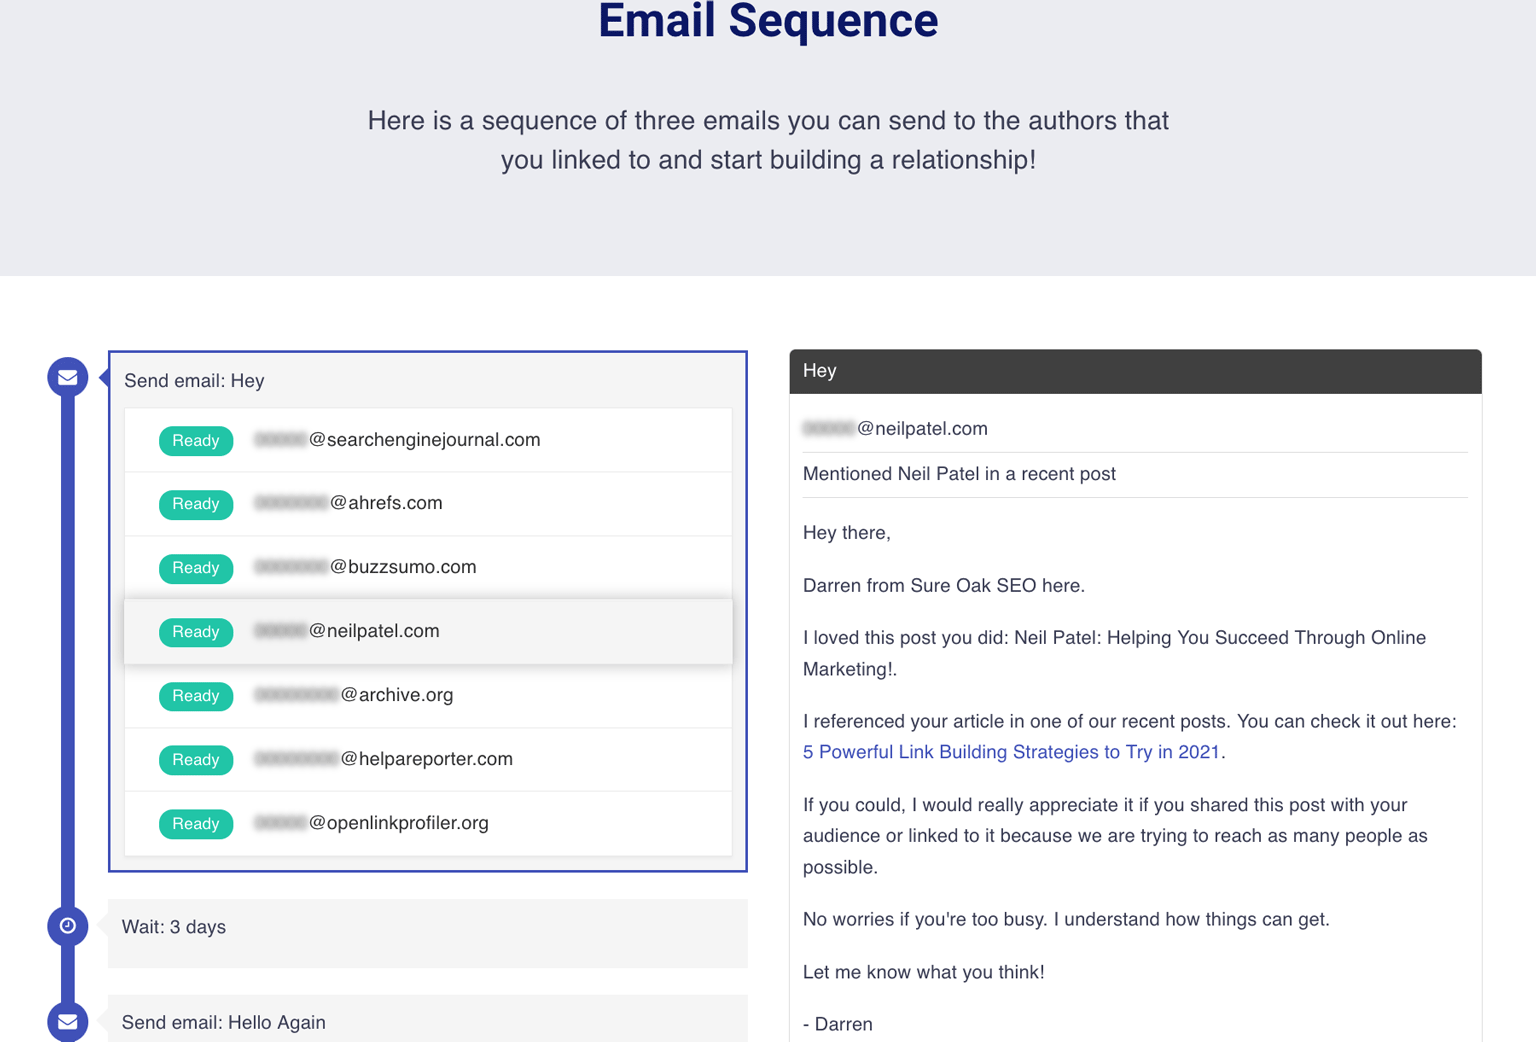 Email Sequence
Here is a sequence of three emails you can send to the authors that
you linked to and start building a relationship!
Send email: Hey
Ready @searchenginejournal.com
Ready @ahrefs.com
Ready @buzzsumo.com
Ready @neilpatel.com
Ready @archive.org
Ready @helpareporter.com
Ready @openlinkprofiler.org
Wait: 3 days
Send email: Hello Again
Hey
@neilpatel.com
Mentioned Neil Patel in a recent post
Hey there,
Darren from Sure Oak SEO here.
I loved this post you did: Neil Patel: Helping You Succeed Through Online
Marketing!.
I referenced your article in one of our recent posts. You can check it out here:
5 Powerful Link Building Strategies to Try in 2021.
If you could, I would really appreciate it if you shared this post with your
audience or linked to it because we are trying to reach as many people as
possible.
No worries if you're too busy. I understand how things can get.
Let me know what you think!
- Darren